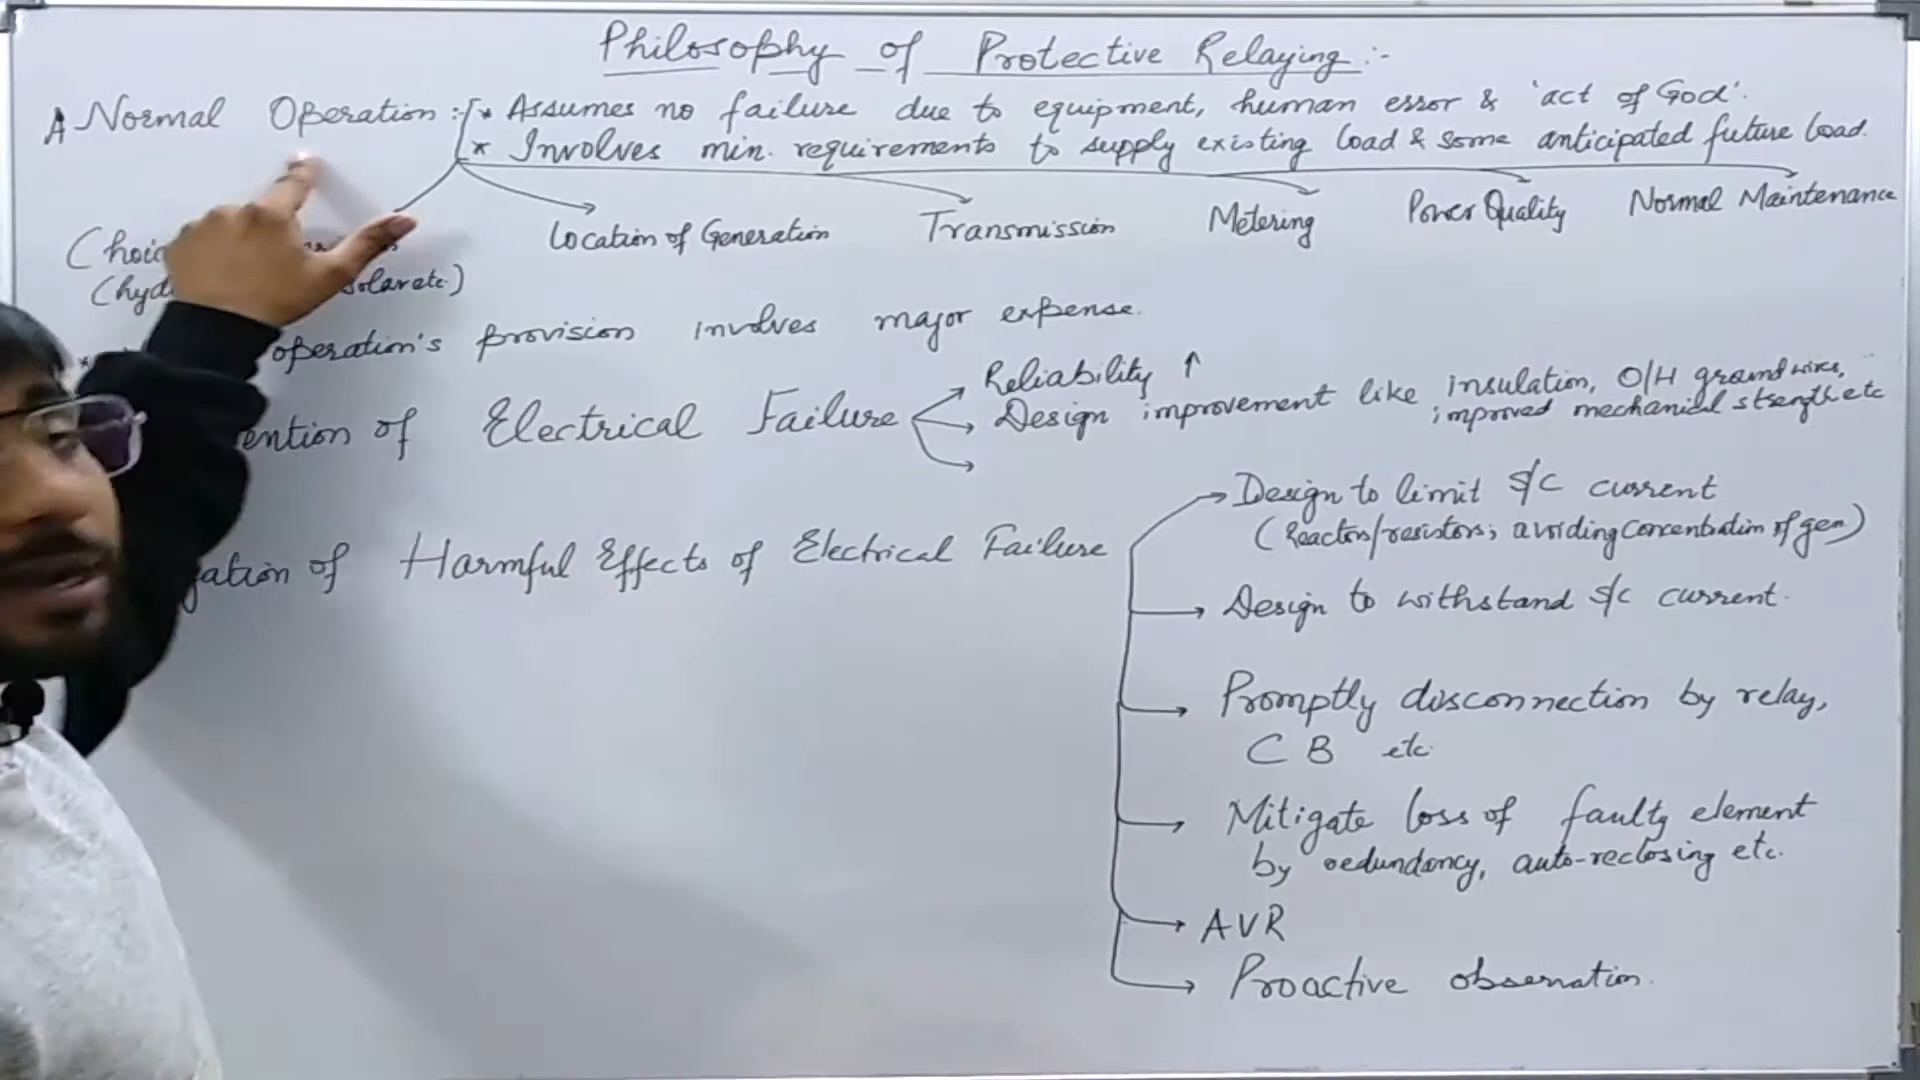 Philosophy of Protective Relaying :-
A Normal Operation :- * Assumes no failure due to equipment, human error & 'act of God'.
* Involves min. requirements to supply existing load & some anticipated future load.
Location of Generation Transmission Metering Power Quality Normal Maintenance
solar etc.)
operation's provision involves major expense.
of Electrical Failure
Reliability ↑
Design improvement like insulation, O/H ground wires,
improved mechanical strength etc
of Harmful Effects of Electrical Failure
Design to limit S/C current
(Reactors/resistors; avoiding concentration of gen)
Design to withstand S/C current.
Promptly disconnection by relay,
CB etc.
Mitigate loss of faulty element
by redundancy, auto-reclosing etc.
AVR
Proactive observation.